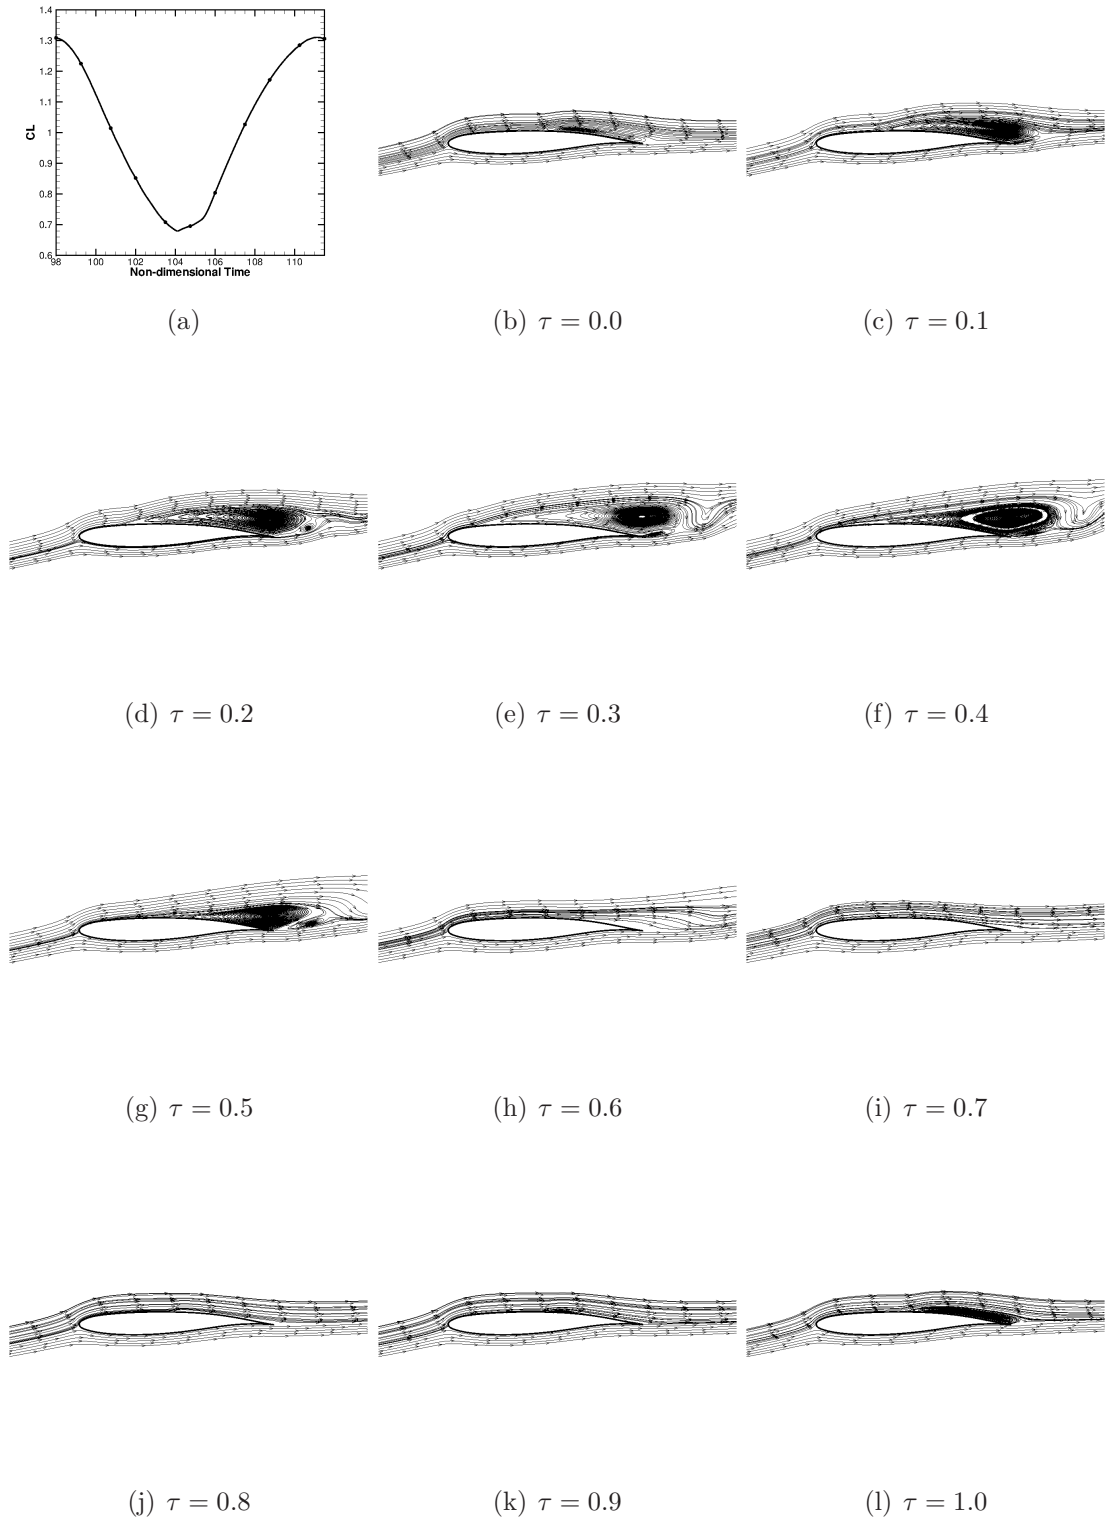 1.4
1.3
1.2
1.1
1
0.9
0.8
0.7
0.6
CL
98 100 102 104 106 108 110
Non-dimensional Time
(a)
(b) τ = 0.0
(c) τ = 0.1
(d) τ = 0.2
(e) τ = 0.3
(f) τ = 0.4
(g) τ = 0.5
(h) τ = 0.6
(i) τ = 0.7
(j) τ = 0.8
(k) τ = 0.9
(l) τ = 1.0